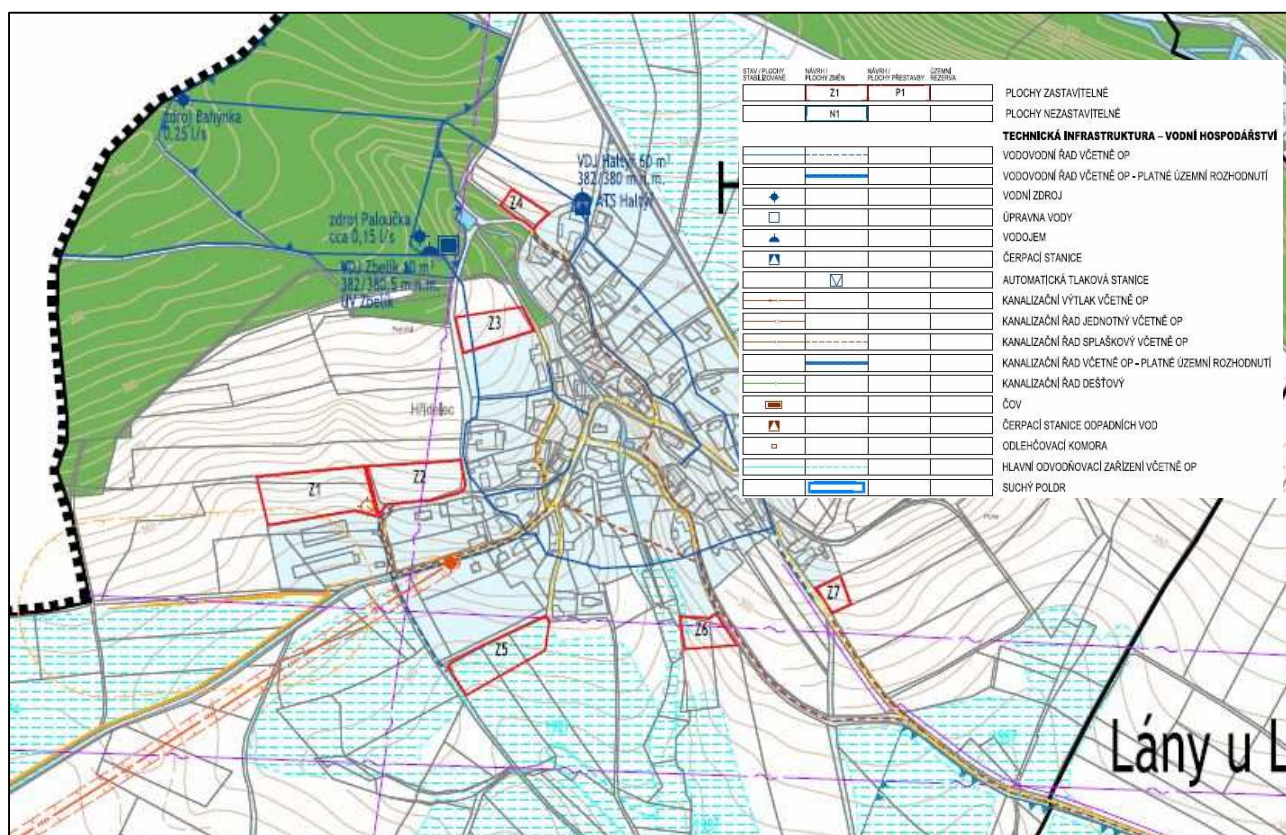 zdroj Bahýnka
0,25 l/s
VDJ Haltýř 60 m³
382/380 m n. m.
ATS Haltýř
Z4
zdroj Paloučka
cca 0,15 l/s
VDJ Zbelík 10 m³
382/380,5 m n. m.
ÚV Zbelík
Z3
Hřídelec
Z1
Z2
Z5
Z6
Z7
Lány u L
STAV / PLOCHY
STABILIZOVANÉ
NÁVRH /
PLOCHY ZMĚN
NÁVRH /
PLOCHY PŘESTAVBY
ÚZEMNÍ
REZERVA
Z1
P1
PLOCHY ZASTAVITELNÉ
N1
PLOCHY NEZASTAVITELNÉ
TECHNICKÁ INFRASTRUKTURA – VODNÍ HOSPODÁŘSTVÍ
VODOVODNÍ ŘAD VČETNĚ OP
VODOVODNÍ ŘAD VČETNĚ OP - PLATNÉ ÚZEMNÍ ROZHODNUTÍ
VODNÍ ZDROJ
ÚPRAVNA VODY
VODOJEM
ČERPACÍ STANICE
AUTOMATICKÁ TLAKOVÁ STANICE
KANALIZAČNÍ VÝTLAK VČETNĚ OP
KANALIZAČNÍ ŘAD JEDNOTNÝ VČETNĚ OP
KANALIZAČNÍ ŘAD SPLAŠKOVÝ VČETNĚ OP
KANALIZAČNÍ ŘAD VČETNĚ OP - PLATNÉ ÚZEMNÍ ROZHODNUTÍ
KANALIZAČNÍ ŘAD DEŠŤOVÝ
ČOV
ČERPACÍ STANICE ODPADNÍCH VOD
ODLEHČOVACÍ KOMORA
HLAVNÍ ODVODŇOVACÍ ZAŘÍZENÍ VČETNĚ OP
SUCHÝ POLDR